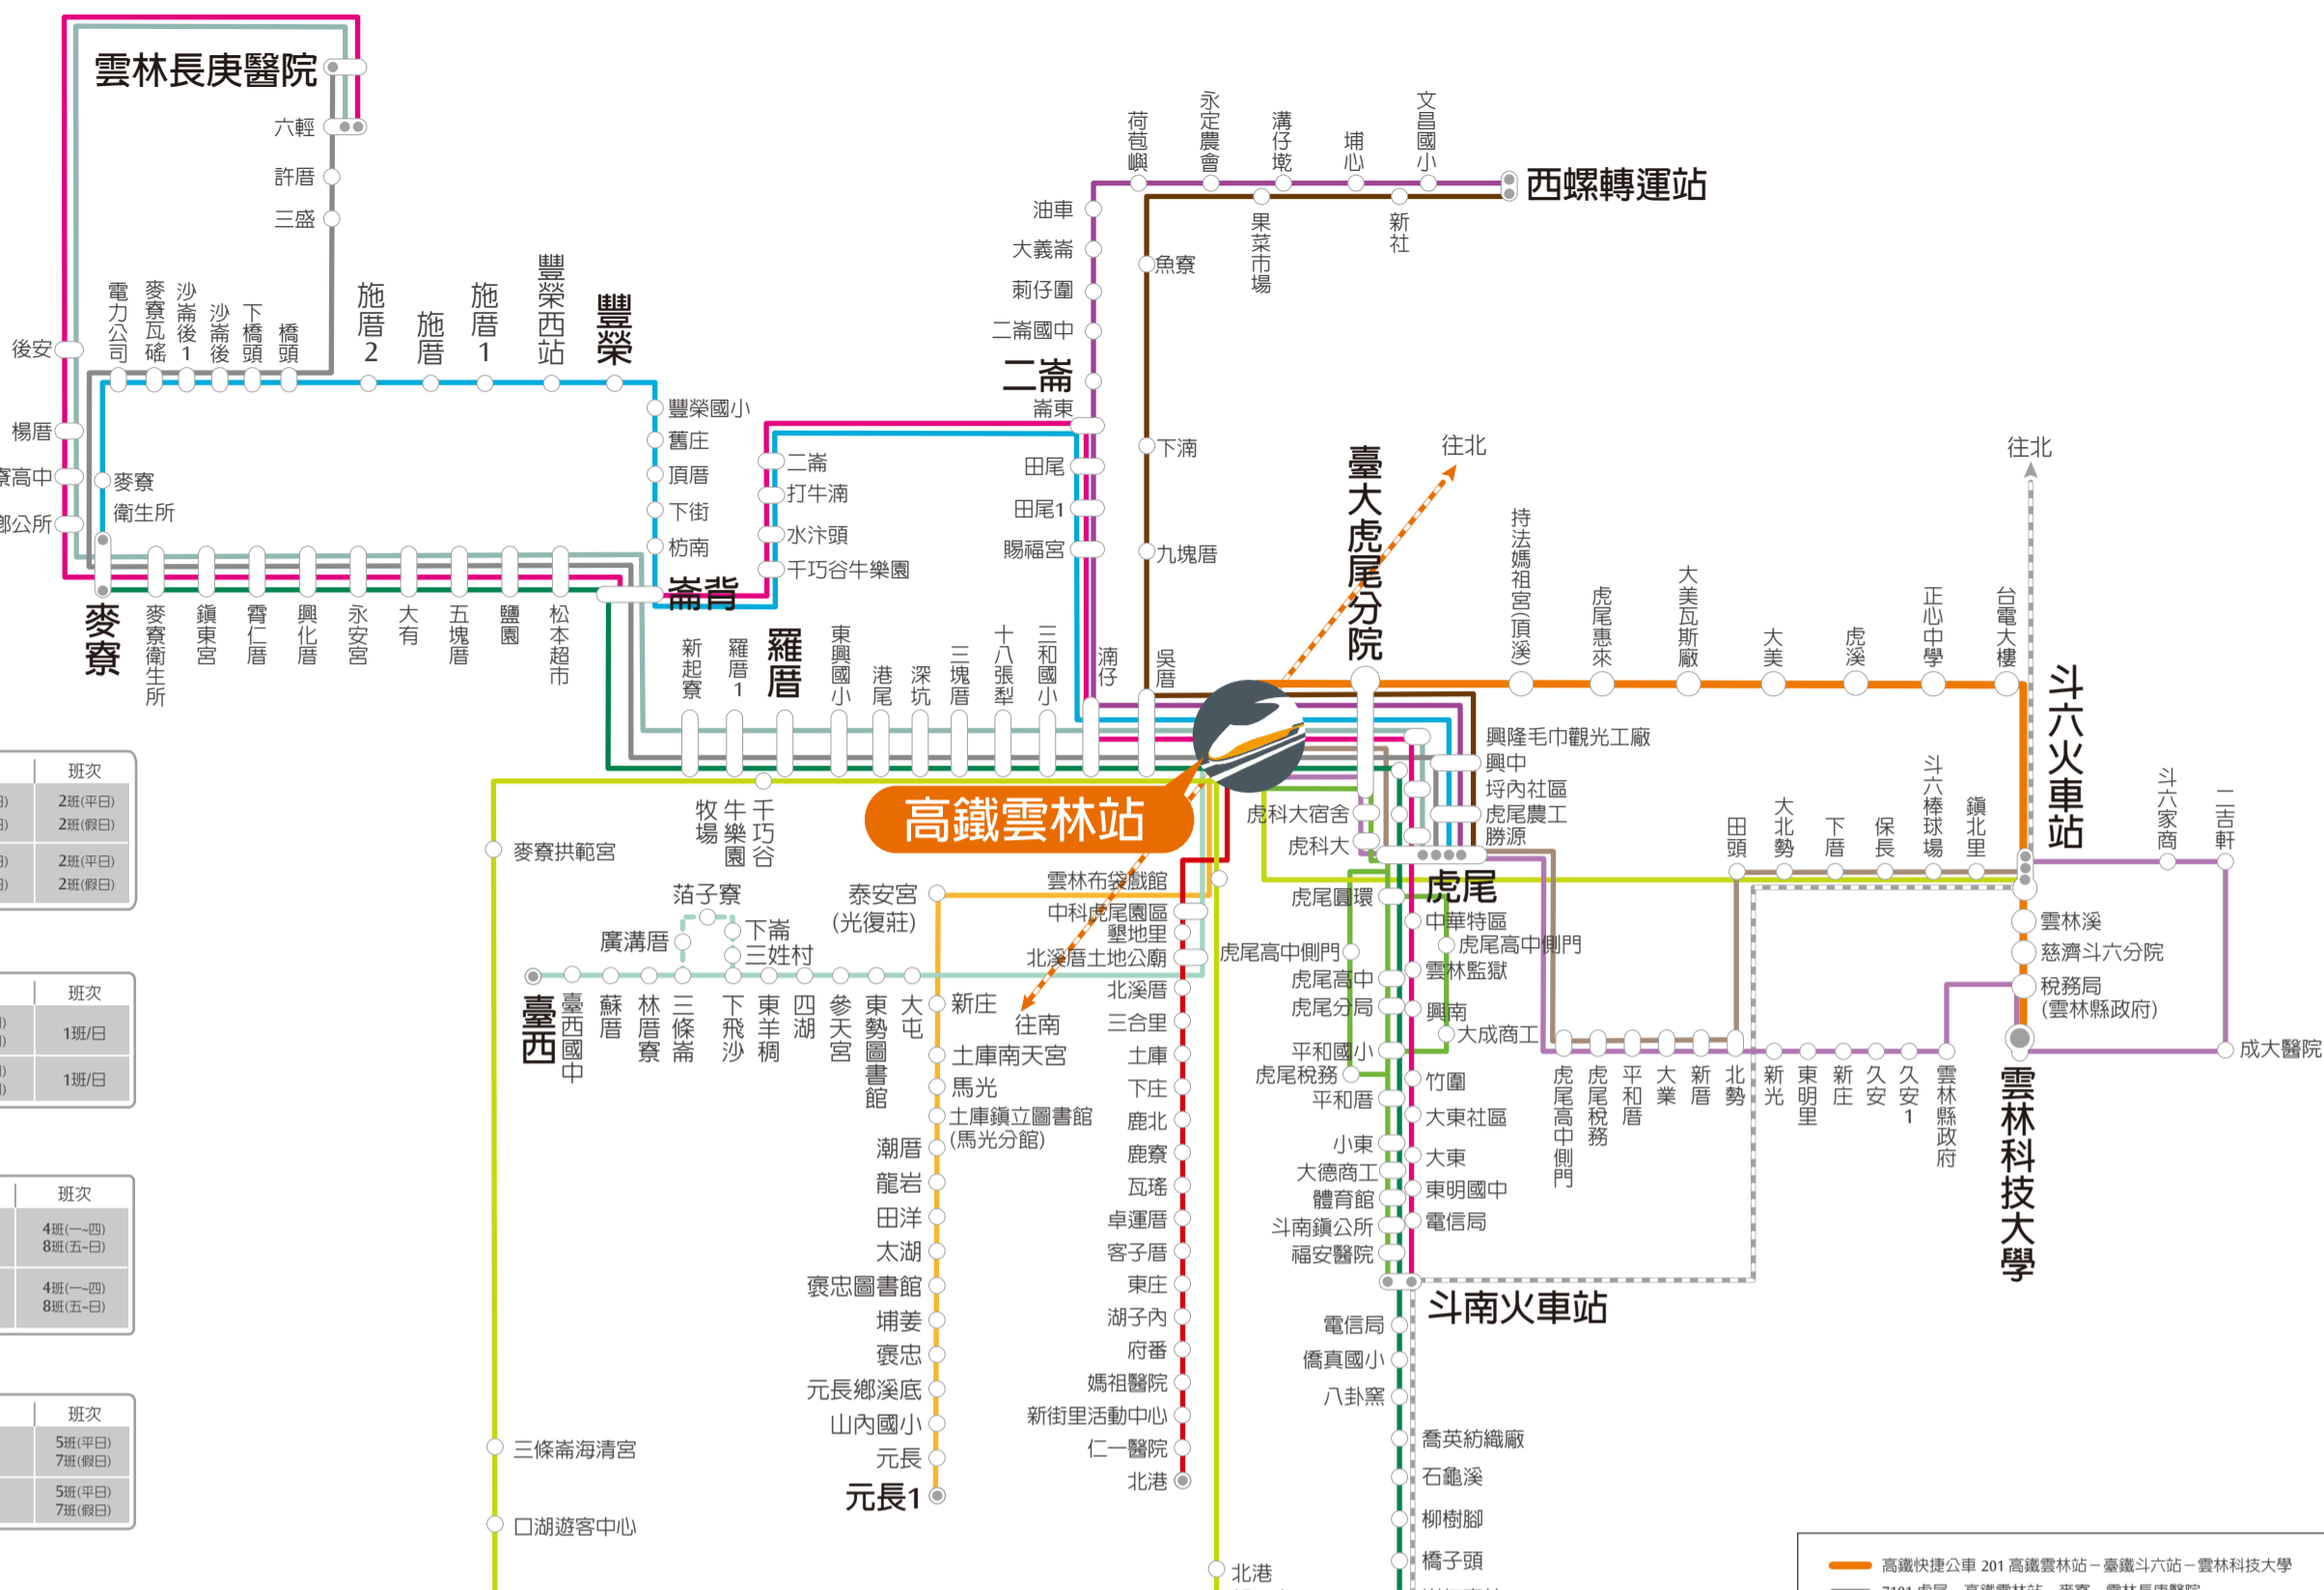 雲林長庚醫院
六輕
許厝
三盛
電力公司
麥寮瓦磘
沙崙後1
沙崙後
下橋頭
橋頭
施厝2
施厝
施厝1
豐榮西站
豐榮
後安
楊厝
寮高中
鄉公所
麥寮
衛生所
豐榮國小
舊庄
頂厝
下街
枋南
崙背
麥寮
麥寮衛生所
鎮東宮
霄仁厝
興化厝
永安宮
大有
五塊厝
鹽園
松本超市
二崙
打牛湳
水汴頭
千巧谷牛樂園
油車
大義崙
莿仔圍
二崙國中
二崙
崙東
田尾
田尾1
賜福宮
荷苞嶼
永定農會
溝仔墘
埔心
文昌國小
西螺轉運站
果菜市場
新社
魚寮
下湳
九塊厝
新起寮
羅厝1
羅厝
東興國小
港尾
深坑
三塊厝
十八張犁
三和國小
湳仔
吳厝
往北
臺大虎尾分院
持法媽祖宮(頂溪)
虎尾惠來
大美瓦斯廠
大美
虎溪
正心中學
台電大樓
往北
斗六火車站
高鐵雲林站
千巧谷
牛樂園
牧場
興隆毛巾觀光工廠
興中
埒內社區
虎尾農工
勝源
虎科大宿舍
虎科大
虎尾
田頭
大北勢
下厝
保長
斗六棒球場
鎮北里
斗六家商
二吉軒
雲林溪
慈濟斗六分院
稅務局
(雲林縣政府)
成大醫院
雲林科技大學
虎尾高中側門
虎尾稅務
平和厝
大業
新厝
北勢
新光
東明里
新庄
久安
久安1
雲林縣政府
麥寮拱範宮
三條崙海清宮
口湖遊客中心
箔子寮
廣溝厝
下崙
三姓村
臺西
臺西國中
蘇厝
林厝寮
三條崙
下飛沙
東羊稠
四湖
參天宮
東勢圖書館
大屯
泰安宮
(光復莊)
新庄
土庫南天宮
馬光
土庫鎮立圖書館
(馬光分館)
潮厝
龍岩
田洋
太湖
褒忠圖書館
埔姜
褒忠
元長鄉溪底
山內國小
元長
元長1
往南
雲林布袋戲館
中科虎尾園區
墾地里
北溪厝土地公廟
北溪厝
三合里
土庫
下庄
鹿北
鹿寮
瓦瑤
卓運厝
客子厝
東庄
湖子內
府番
媽祖醫院
新街里活動中心
仁一醫院
北港
北港
虎尾圓環
虎尾高中側門
虎尾高中
虎尾分局
平和國小
虎尾稅務
平和厝
小東
大德商工
體育館
斗南鎮公所
福安醫院
中華特區
虎尾高中側門
雲林監獄
興南
大成商工
竹圍
大東社區
大東
東明國中
電信局
斗南火車站
電信局
僑真國小
八卦窯
喬英紡織廠
石龜溪
柳樹腳
橋子頭
班次
2班(平日)
2班(假日)
2班(平日)
2班(假日)
班次
1班/日
1班/日
班次
4班(一~四)
8班(五~日)
4班(一~四)
8班(五~日)
班次
5班(平日)
7班(假日)
5班(平日)
7班(假日)
高鐵快捷公車 201 高鐵雲林站－臺鐵斗六站－雲林科技大學